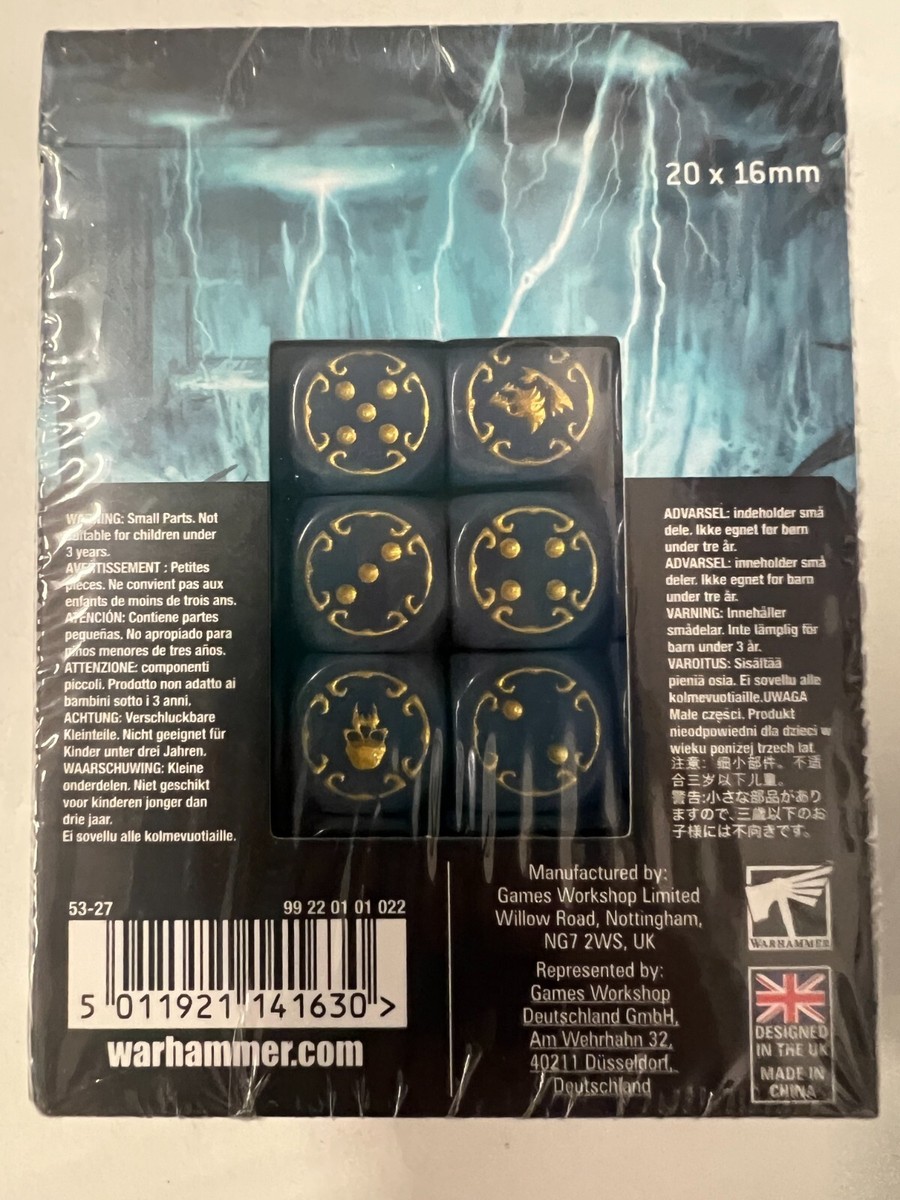 20 x 16mm
WARNING: Small Parts. Not
suitable for children under
3 years.
AVERTISSEMENT : Petites
pièces. Ne convient pas aux
enfants de moins de trois ans.
ATENCIÓN: Contiene partes
pequeñas. No apropiado para
niños menores de tres años.
ATTENZIONE: componenti
piccoli. Prodotto non adatto ai
bambini sotto i 3 anni.
ACHTUNG: Verschluckbare
Kleinteile. Nicht geeignet für
Kinder unter drei Jahren.
WAARSCHUWING: Kleine
onderdelen. Niet geschikt
voor kinderen jonger dan
drie jaar.
Ei sovellu alle kolmevuotiaille.
ADVARSEL: indeholder små
dele. Ikke egnet for børn
under tre år.
ADVARSEL: inneholder små
deler. Ikke egnet for barn
under tre år.
VARNING: Innehåller
smådelar. Inte lämplig för
barn under 3 år.
VAROITUS: Sisältää
pieniä osia. Ei sovellu alle
kolmevuotiaille.UWAGA
Małe części. Produkt
nieodpowiedni dla dzieci w
wieku poniżej trzech lat.
注意:细小部件。不适
合三岁以下儿童。
警告:小さな部品があり
ますので、三歳以下のお
子様には不向きです。
53-27 99 22 01 01 022
5 011921 141630 >
warhammer.com
Manufactured by:
Games Workshop Limited
Willow Road, Nottingham,
NG7 2WS, UK
Represented by:
Games Workshop
Deutschland GmbH,
Am Wehrhahn 32,
40211 Düsseldorf,
Deutschland
WARHAMMER
DESIGNED
IN THE UK
MADE IN
CHINA